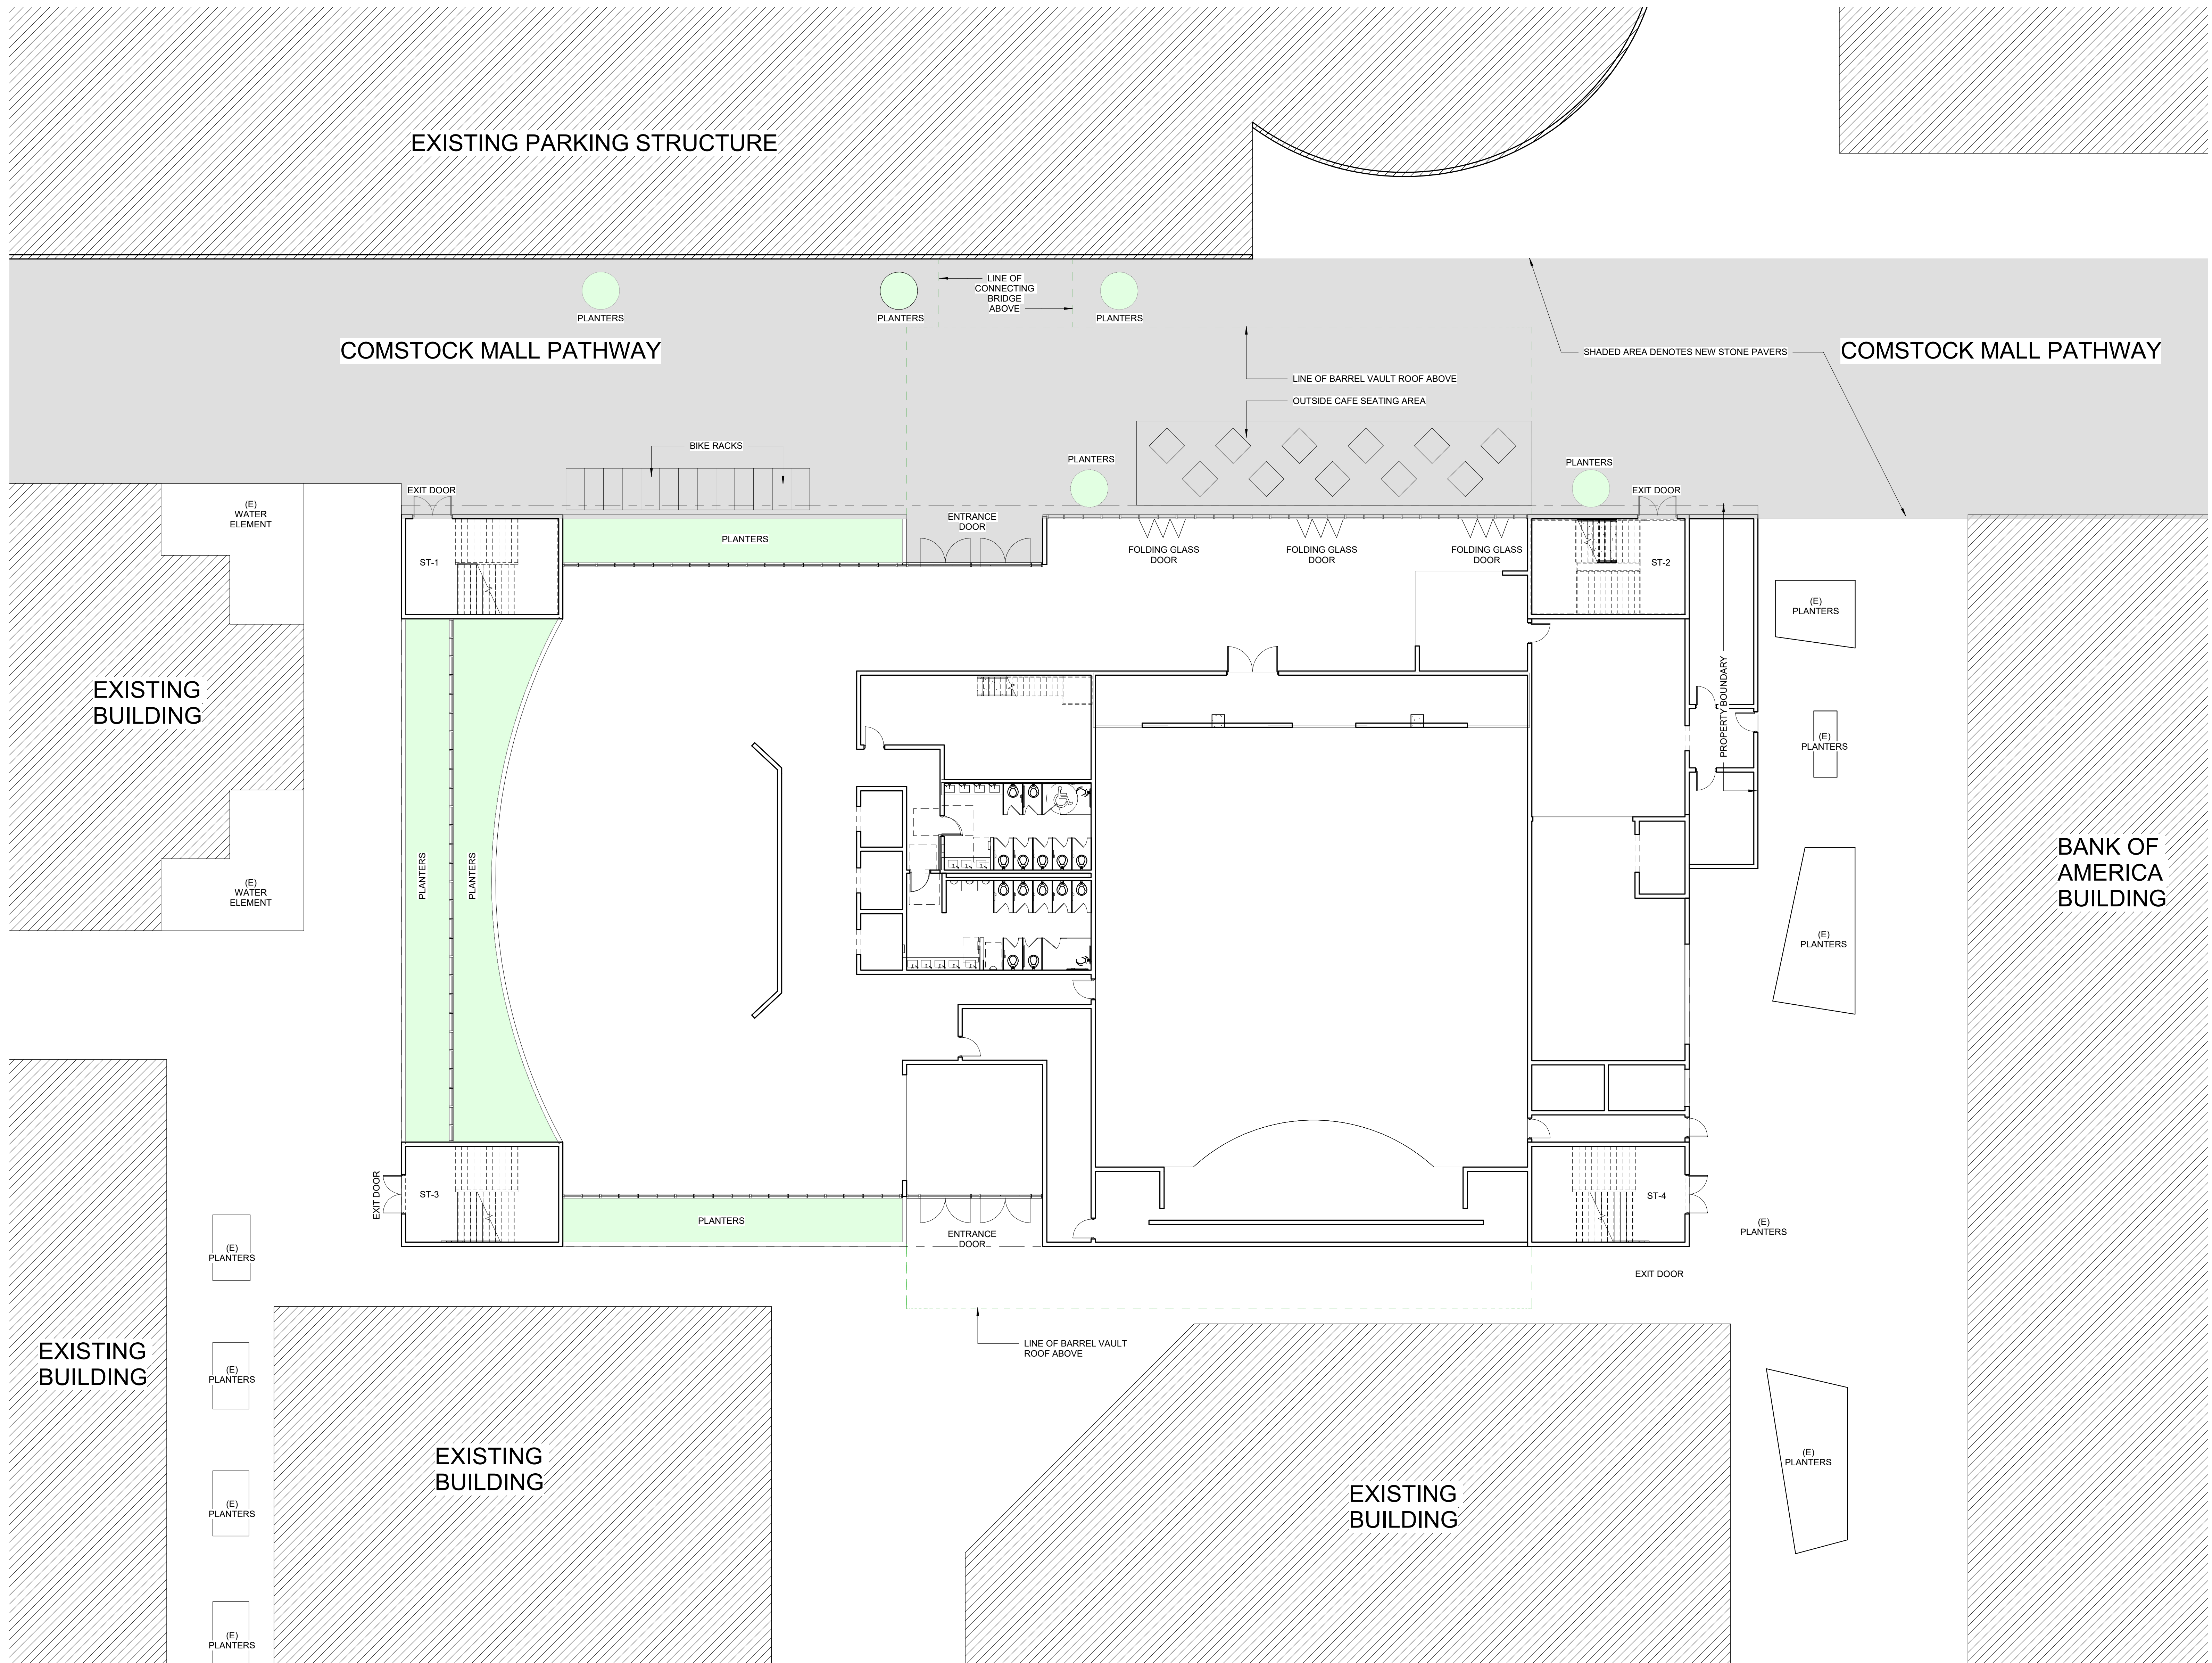 EXISTING PARKING STRUCTURE
LINE OF
CONNECTING
BRIDGE
ABOVE
PLANTERS
PLANTERS
PLANTERS
COMSTOCK MALL PATHWAY
SHADED AREA DENOTES NEW STONE PAVERS
COMSTOCK MALL PATHWAY
LINE OF BARREL VAULT ROOF ABOVE
OUTSIDE CAFE SEATING AREA
BIKE RACKS
PLANTERS
PLANTERS
EXIT DOOR
EXIT DOOR
(E)
WATER
ELEMENT
ENTRANCE
DOOR
PLANTERS
FOLDING GLASS
DOOR
FOLDING GLASS
DOOR
FOLDING GLASS
DOOR
ST-1
ST-2
(E)
PLANTERS
EXISTING
BUILDING
PROPERTY BOUNDARY
(E)
PLANTERS
PLANTERS
PLANTERS
(E)
WATER
ELEMENT
BANK OF
AMERICA
BUILDING
(E)
PLANTERS
EXIT DOOR
ST-3
ST-4
PLANTERS
ENTRANCE
DOOR
(E)
PLANTERS
(E)
PLANTERS
EXIT DOOR
LINE OF BARREL VAULT
ROOF ABOVE
EXISTING
BUILDING
(E)
PLANTERS
EXISTING
BUILDING
(E)
PLANTERS
EXISTING
BUILDING
(E)
PLANTERS
(E)
PLANTERS